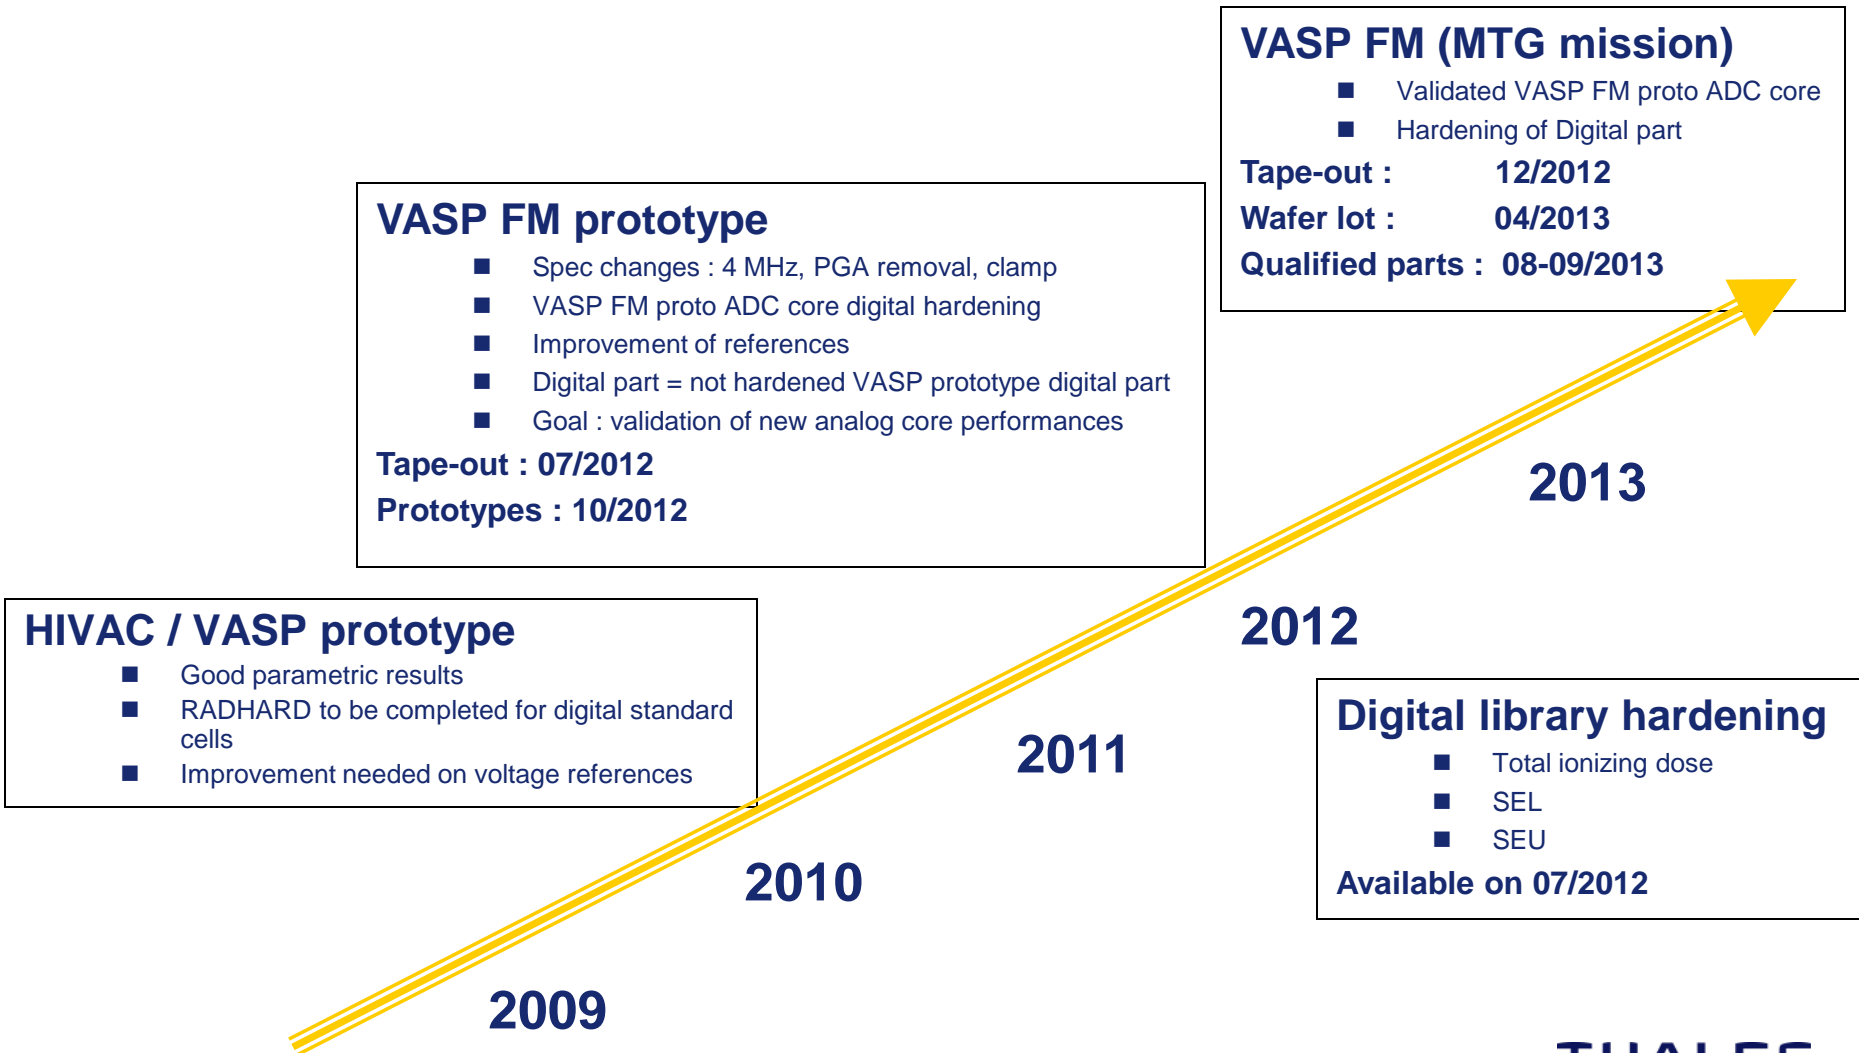 VASP FM (MTG mission)
■ Validated VASP FM proto ADC core
■ Hardening of Digital part
Tape-out : 12/2012
Wafer lot : 04/2013
Qualified parts : 08-09/2013
VASP FM prototype
■ Spec changes : 4 MHz, PGA removal, clamp
■ VASP FM proto ADC core digital hardening
■ Improvement of references
■ Digital part = not hardened VASP prototype digital part
■ Goal : validation of new analog core performances
Tape-out : 07/2012
Prototypes : 10/2012
2013
HIVAC / VASP prototype
■ Good parametric results
■ RADHARD to be completed for digital standard
cells
■ Improvement needed on voltage references
2012
Digital library hardening
■ Total ionizing dose
■ SEL
■ SEU
Available on 07/2012
2011
2010
2009
THALES